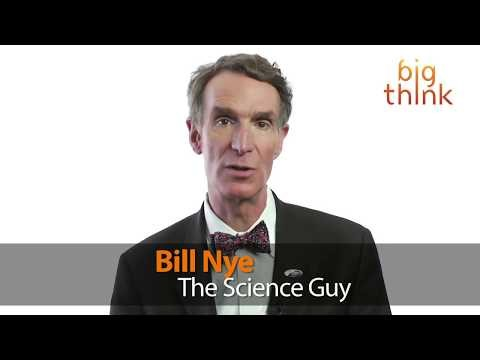 big
think
Bill Nye
The Science Guy